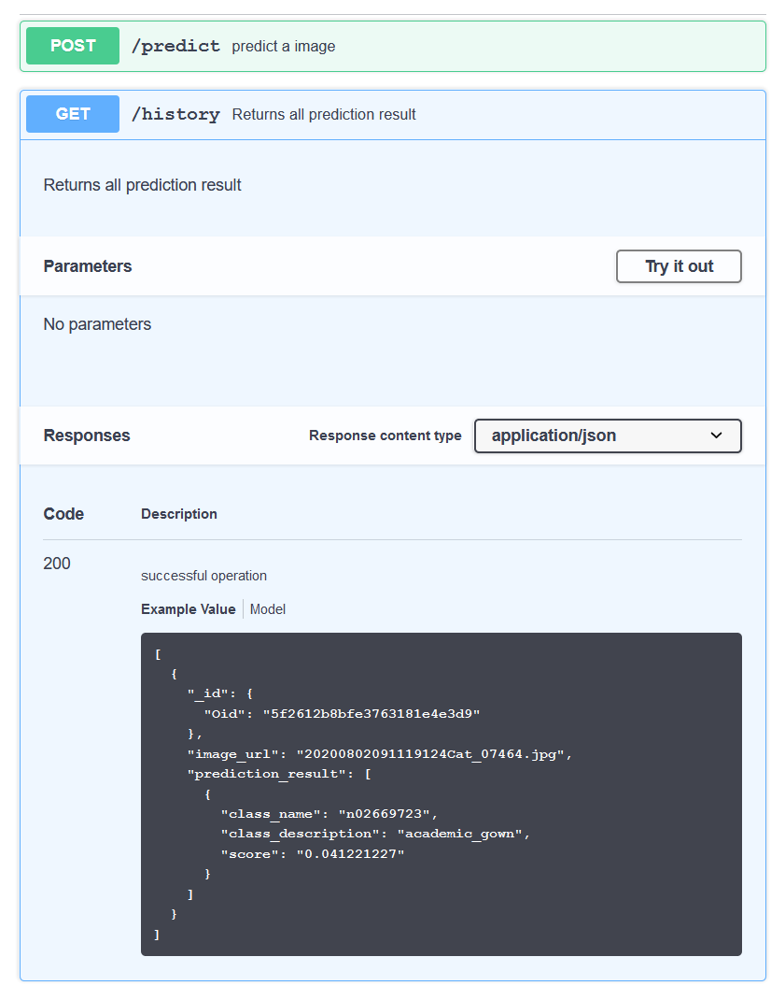 POST /predict predict a image
GET /history Returns all prediction result
Returns all prediction result
Parameters Try it out
No parameters
Responses Response content type application/json
Code Description
200
successful operation
Example Value Model
[
  {
    "_id": {
      "Oid": "5f2612b8bfe3763181e4e3d9"
    },
    "image_url": "20200802091119124Cat_07464.jpg",
    "prediction_result": [
      {
        "class_name": "n02669723",
        "class_description": "academic_gown",
        "score": "0.041221227"
      }
    ]
  }
]